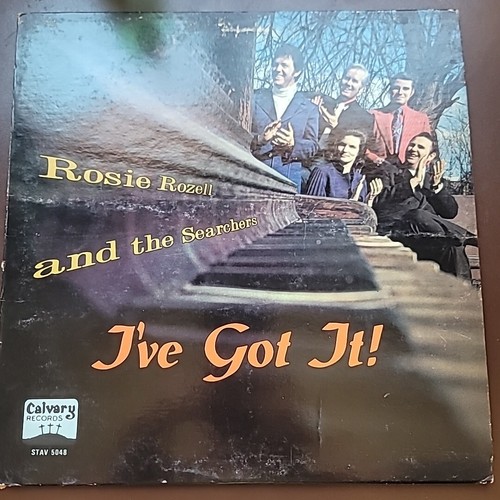 Rosie Rozell
and the Searchers
I've Got It!
Calvary
RECORDS
STAV 5048